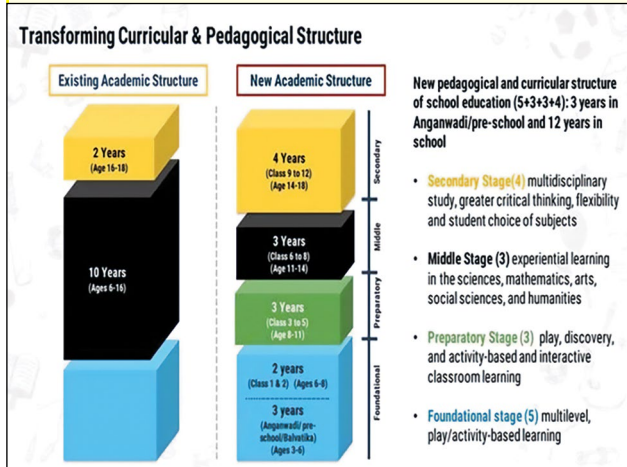 Transforming Curricular & Pedagogical Structure
Existing Academic Structure
2 Years
(Age 16-18)
10 Years
(Ages 6-16)
New Academic Structure
4 Years
(Class 9 to 12)
(Age 14-18)
3 Years
(Class 6 to 8)
(Age 11-14)
3 Years
(Class 3 to 5)
(Age 8-11)
2 years
(Class 1 & 2) (Ages 6-8)
3 years
(Anganwadi/ pre-
school/Balvatika)
(Ages 3-6)
Secondary
Middle
Preparatory
Foundational
New pedagogical and curricular structure
of school education (5+3+3+4): 3 years in
Anganwadi/pre-school and 12 years in
school
• Secondary Stage(4) multidisciplinary
study, greater critical thinking, flexibility
and student choice of subjects
• Middle Stage (3) experiential learning
in the sciences, mathematics, arts,
social sciences, and humanities
• Preparatory Stage (3) play, discovery,
and activity-based and interactive
classroom learning
• Foundational stage (5) multilevel,
play/activity-based learning